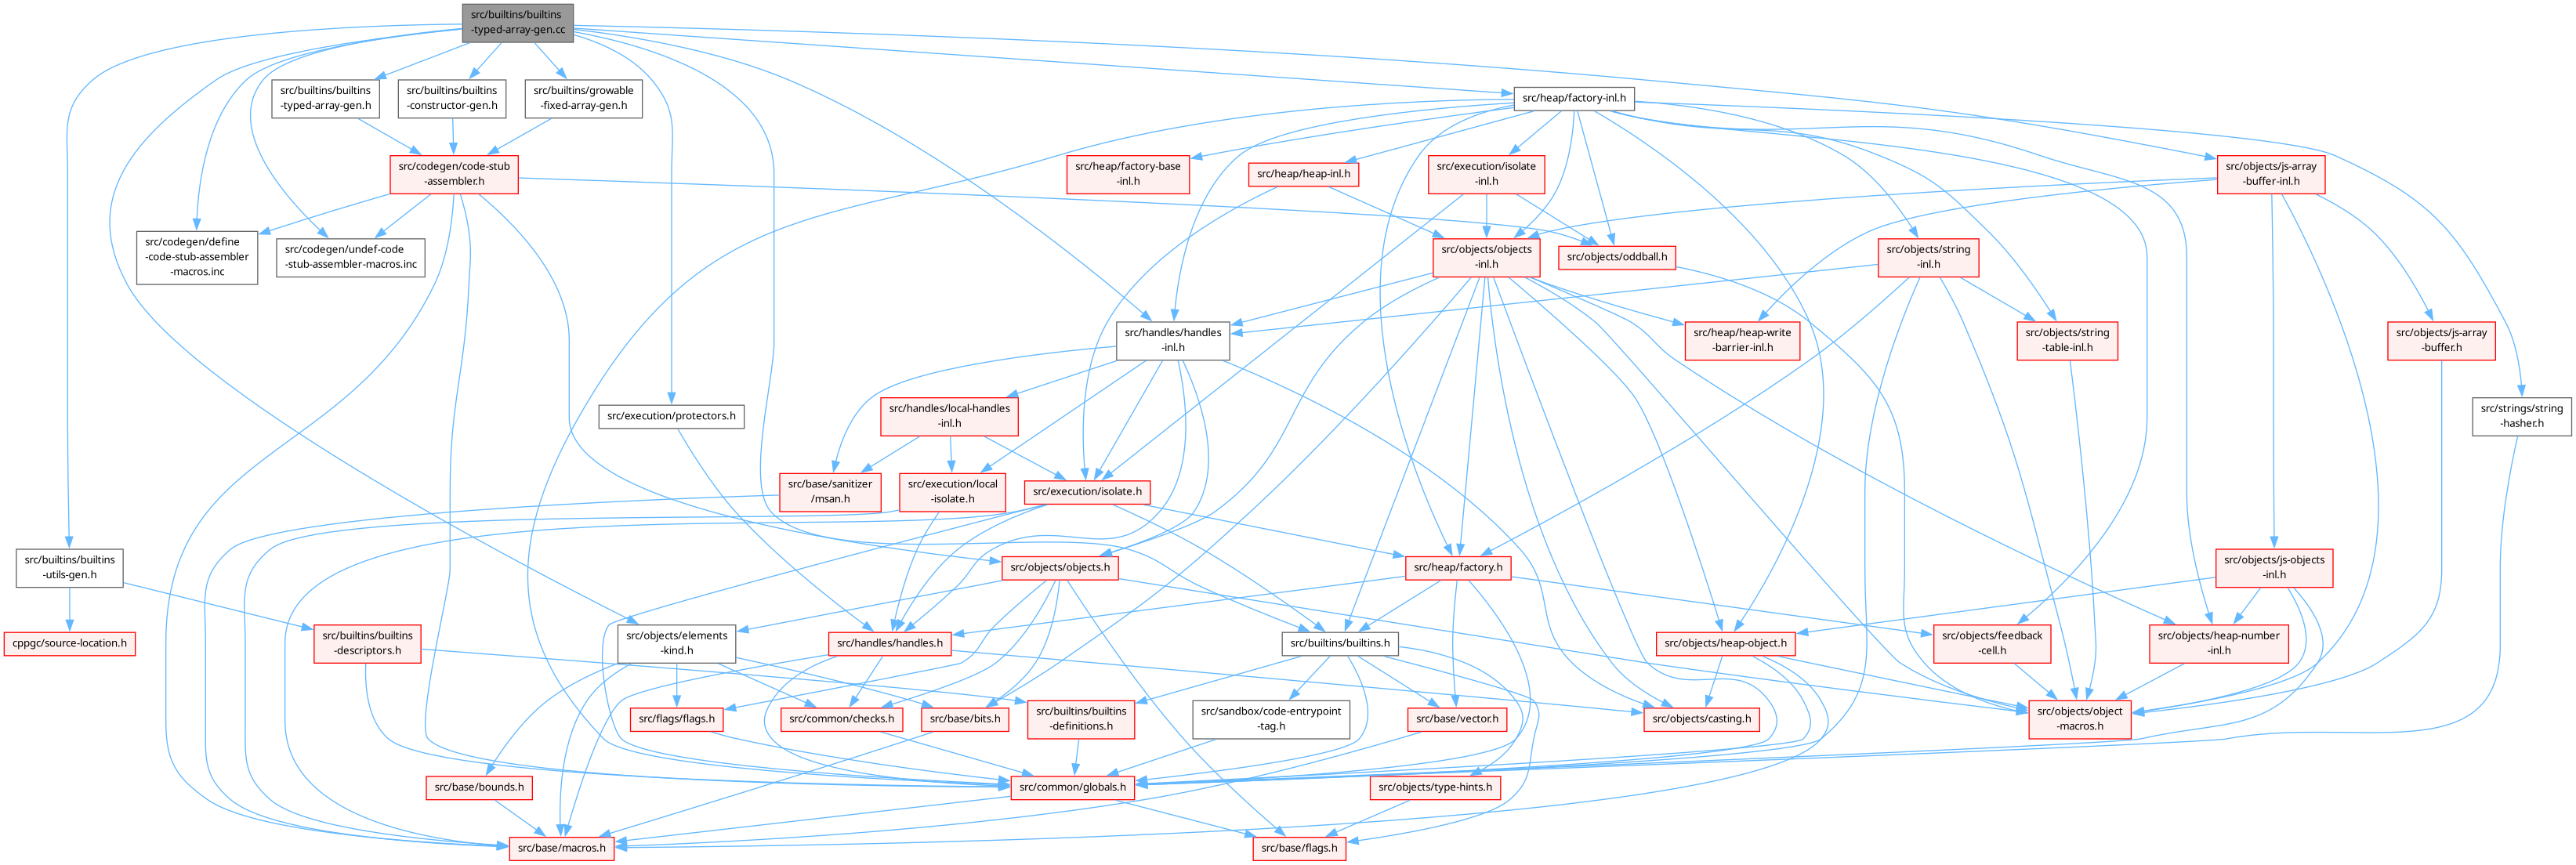 src/builtins/builtins
-typed-array-gen.cc
src/builtins/builtins
-typed-array-gen.h
src/builtins/builtins
-constructor-gen.h
src/builtins/growable
-fixed-array-gen.h
src/heap/factory-inl.h
src/codegen/code-stub
-assembler.h
src/heap/factory-base
-inl.h
src/heap/heap-inl.h
src/execution/isolate
-inl.h
src/objects/js-array
-buffer-inl.h
src/codegen/define
-code-stub-assembler
-macros.inc
src/codegen/undef-code
-stub-assembler-macros.inc
src/objects/objects
-inl.h
src/objects/oddball.h
src/objects/string
-inl.h
src/handles/handles
-inl.h
src/heap/heap-write
-barrier-inl.h
src/objects/string
-table-inl.h
src/objects/js-array
-buffer.h
src/execution/protectors.h
src/handles/local-handles
-inl.h
src/strings/string
-hasher.h
src/base/sanitizer
/msan.h
src/execution/local
-isolate.h
src/execution/isolate.h
src/builtins/builtins
-utils-gen.h
src/objects/objects.h
src/heap/factory.h
src/objects/js-objects
-inl.h
cppgc/source-location.h
src/builtins/builtins
-descriptors.h
src/objects/elements
-kind.h
src/handles/handles.h
src/builtins/builtins.h
src/objects/heap-object.h
src/objects/feedback
-cell.h
src/objects/heap-number
-inl.h
src/flags/flags.h
src/common/checks.h
src/base/bits.h
src/builtins/builtins
-definitions.h
src/sandbox/code-entrypoint
-tag.h
src/base/vector.h
src/objects/casting.h
src/objects/object
-macros.h
src/base/bounds.h
src/common/globals.h
src/objects/type-hints.h
src/base/macros.h
src/base/flags.h